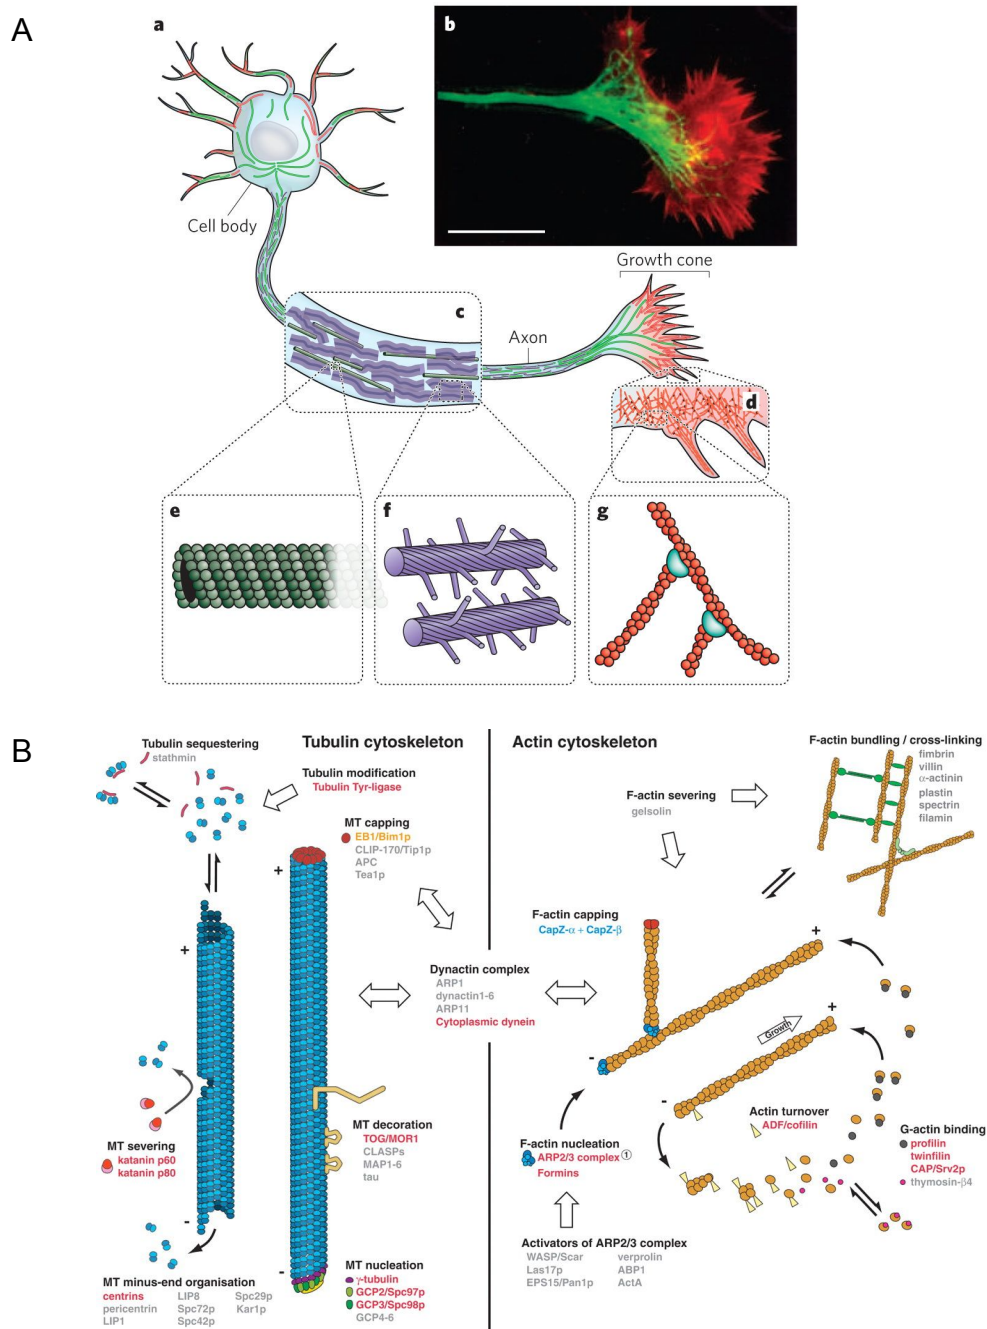 A
a
b
Cell body
Growth cone
c
Axon
d
e
f
g
B
Tubulin cytoskeleton
Tubulin sequestering
stathmin
Tubulin modification
Tubulin Tyr-ligase
MT capping
EB1/Bim1p
CLIP-170/Tip1p
APC
Tea1p
+
+
MT severing
katanin p60
katanin p80
MT decoration
TOG/MOR1
CLASPs
MAP1-6
tau
-
-
MT nucleation
γ-tubulin
GCP2/Spc97p
GCP3/Spc98p
GCP4-6
MT minus-end organisation
centrins LIP8 Spc29p
pericentrin Spc72p Kar1p
LIP1 Spc42p
Dynactin complex
ARP1
dynactin1-6
ARP11
Cytoplasmic dynein
Actin cytoskeleton
F-actin severing
gelsolin
F-actin bundling / cross-linking
fimbrin
villin
α-actinin
plastin
spectrin
filamin
F-actin capping
CapZ-α + CapZ-β
+
+
Growth
-
-
Actin turnover
ADF/cofilin
G-actin binding
profilin
twinfilin
CAP/Srv2p
thymosin-β4
F-actin nucleation
ARP2/3 complex 1
Formins
Activators of ARP2/3 complex
WASP/Scar verprolin
Las17p ABP1
EPS15/Pan1p ActA